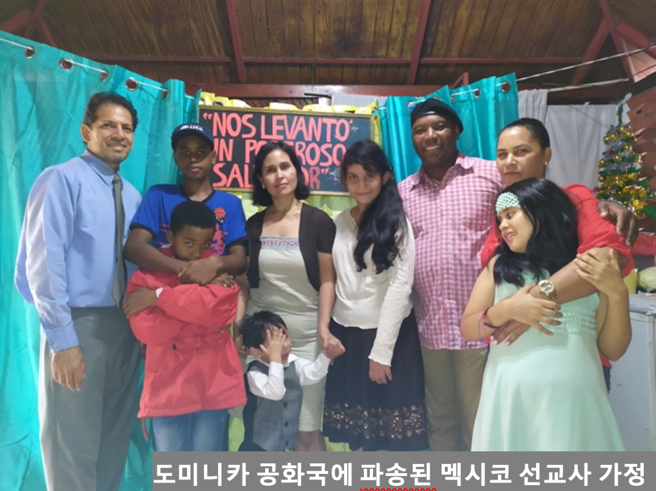 "NOS LEVANTÓ
UN PODEROSO
SALVADOR"
도미니카 공화국에 파송된 멕시코 선교사 가정